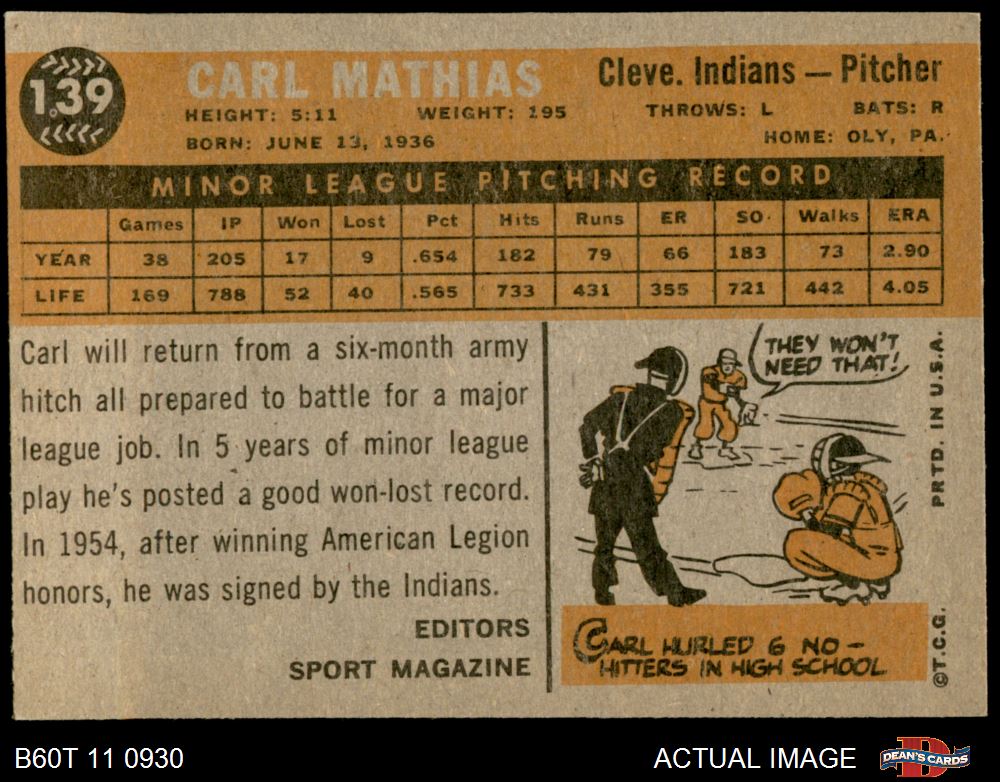 139
CARL MATHIAS
Cleve. Indians — Pitcher
HEIGHT: 5:11 WEIGHT: 195 THROWS: L BATS: R
BORN: JUNE 13, 1936 HOME: OLY, PA.
MINOR LEAGUE PITCHING RECORD
Games IP Won Lost Pct Hits Runs ER SO Walks ERA
YEAR 38 205 17 9 .654 182 79 66 183 73 2.90
LIFE 169 788 52 40 .565 733 431 355 721 442 4.05
Carl will return from a six-month army
hitch all prepared to battle for a major
league job. In 5 years of minor league
play he's posted a good won-lost record.
In 1954, after winning American Legion
honors, he was signed by the Indians.
EDITORS
SPORT MAGAZINE
THEY WON'T
NEED THAT!
CARL HURLED 6 NO-
HITTERS IN HIGH SCHOOL
PRTD. IN U.S.A.
©T.C.G.
B60T 11 0930
ACTUAL IMAGE
DEAN'S CARDS